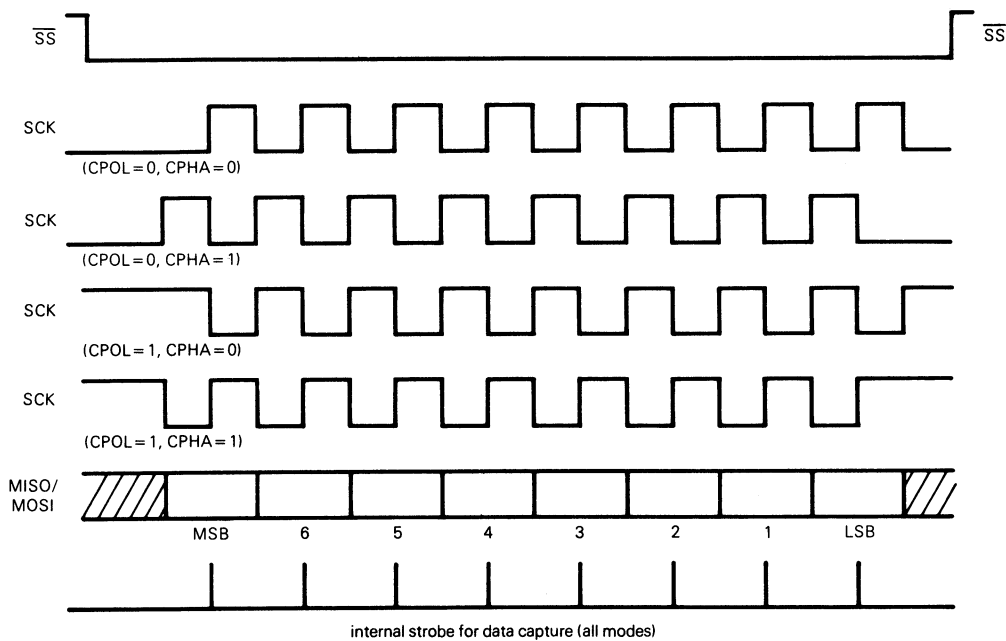 SS SS
SCK
(CPOL=0, CPHA=0)
SCK
(CPOL=0, CPHA=1)
SCK
(CPOL=1, CPHA=0)
SCK
(CPOL=1, CPHA=1)
MISO/
MOSI
MSB 6 5 4 3 2 1 LSB
internal strobe for data capture (all modes)